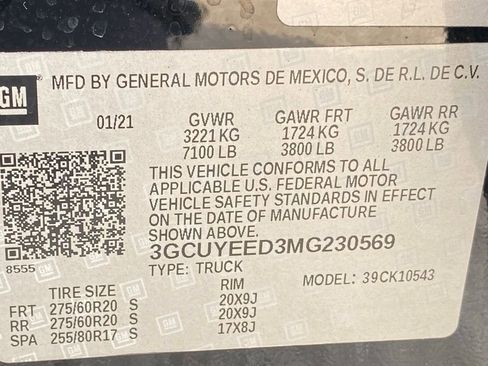 GM
MFD BY GENERAL MOTORS DE MEXICO, S. DE R.L. DE C.V.
01/21 GVWR GAWR FRT GAWR RR
3221 KG 1724 KG 1724 KG
7100 LB 3800 LB 3800 LB
THIS VEHICLE CONFORMS TO ALL
APPLICABLE U.S. FEDERAL MOTOR
VEHICLE SAFETY STANDARDS IN EFFECT
ON THE DATE OF MANUFACTURE
SHOWN ABOVE.
3GCUYEED3MG230569
8555 TYPE: TRUCK MODEL: 39CK10543
TIRE SIZE RIM
FRT 275/60R20 S 20X9J
RR 275/60R20 S 20X9J
SPA 255/80R17 S 17X8J